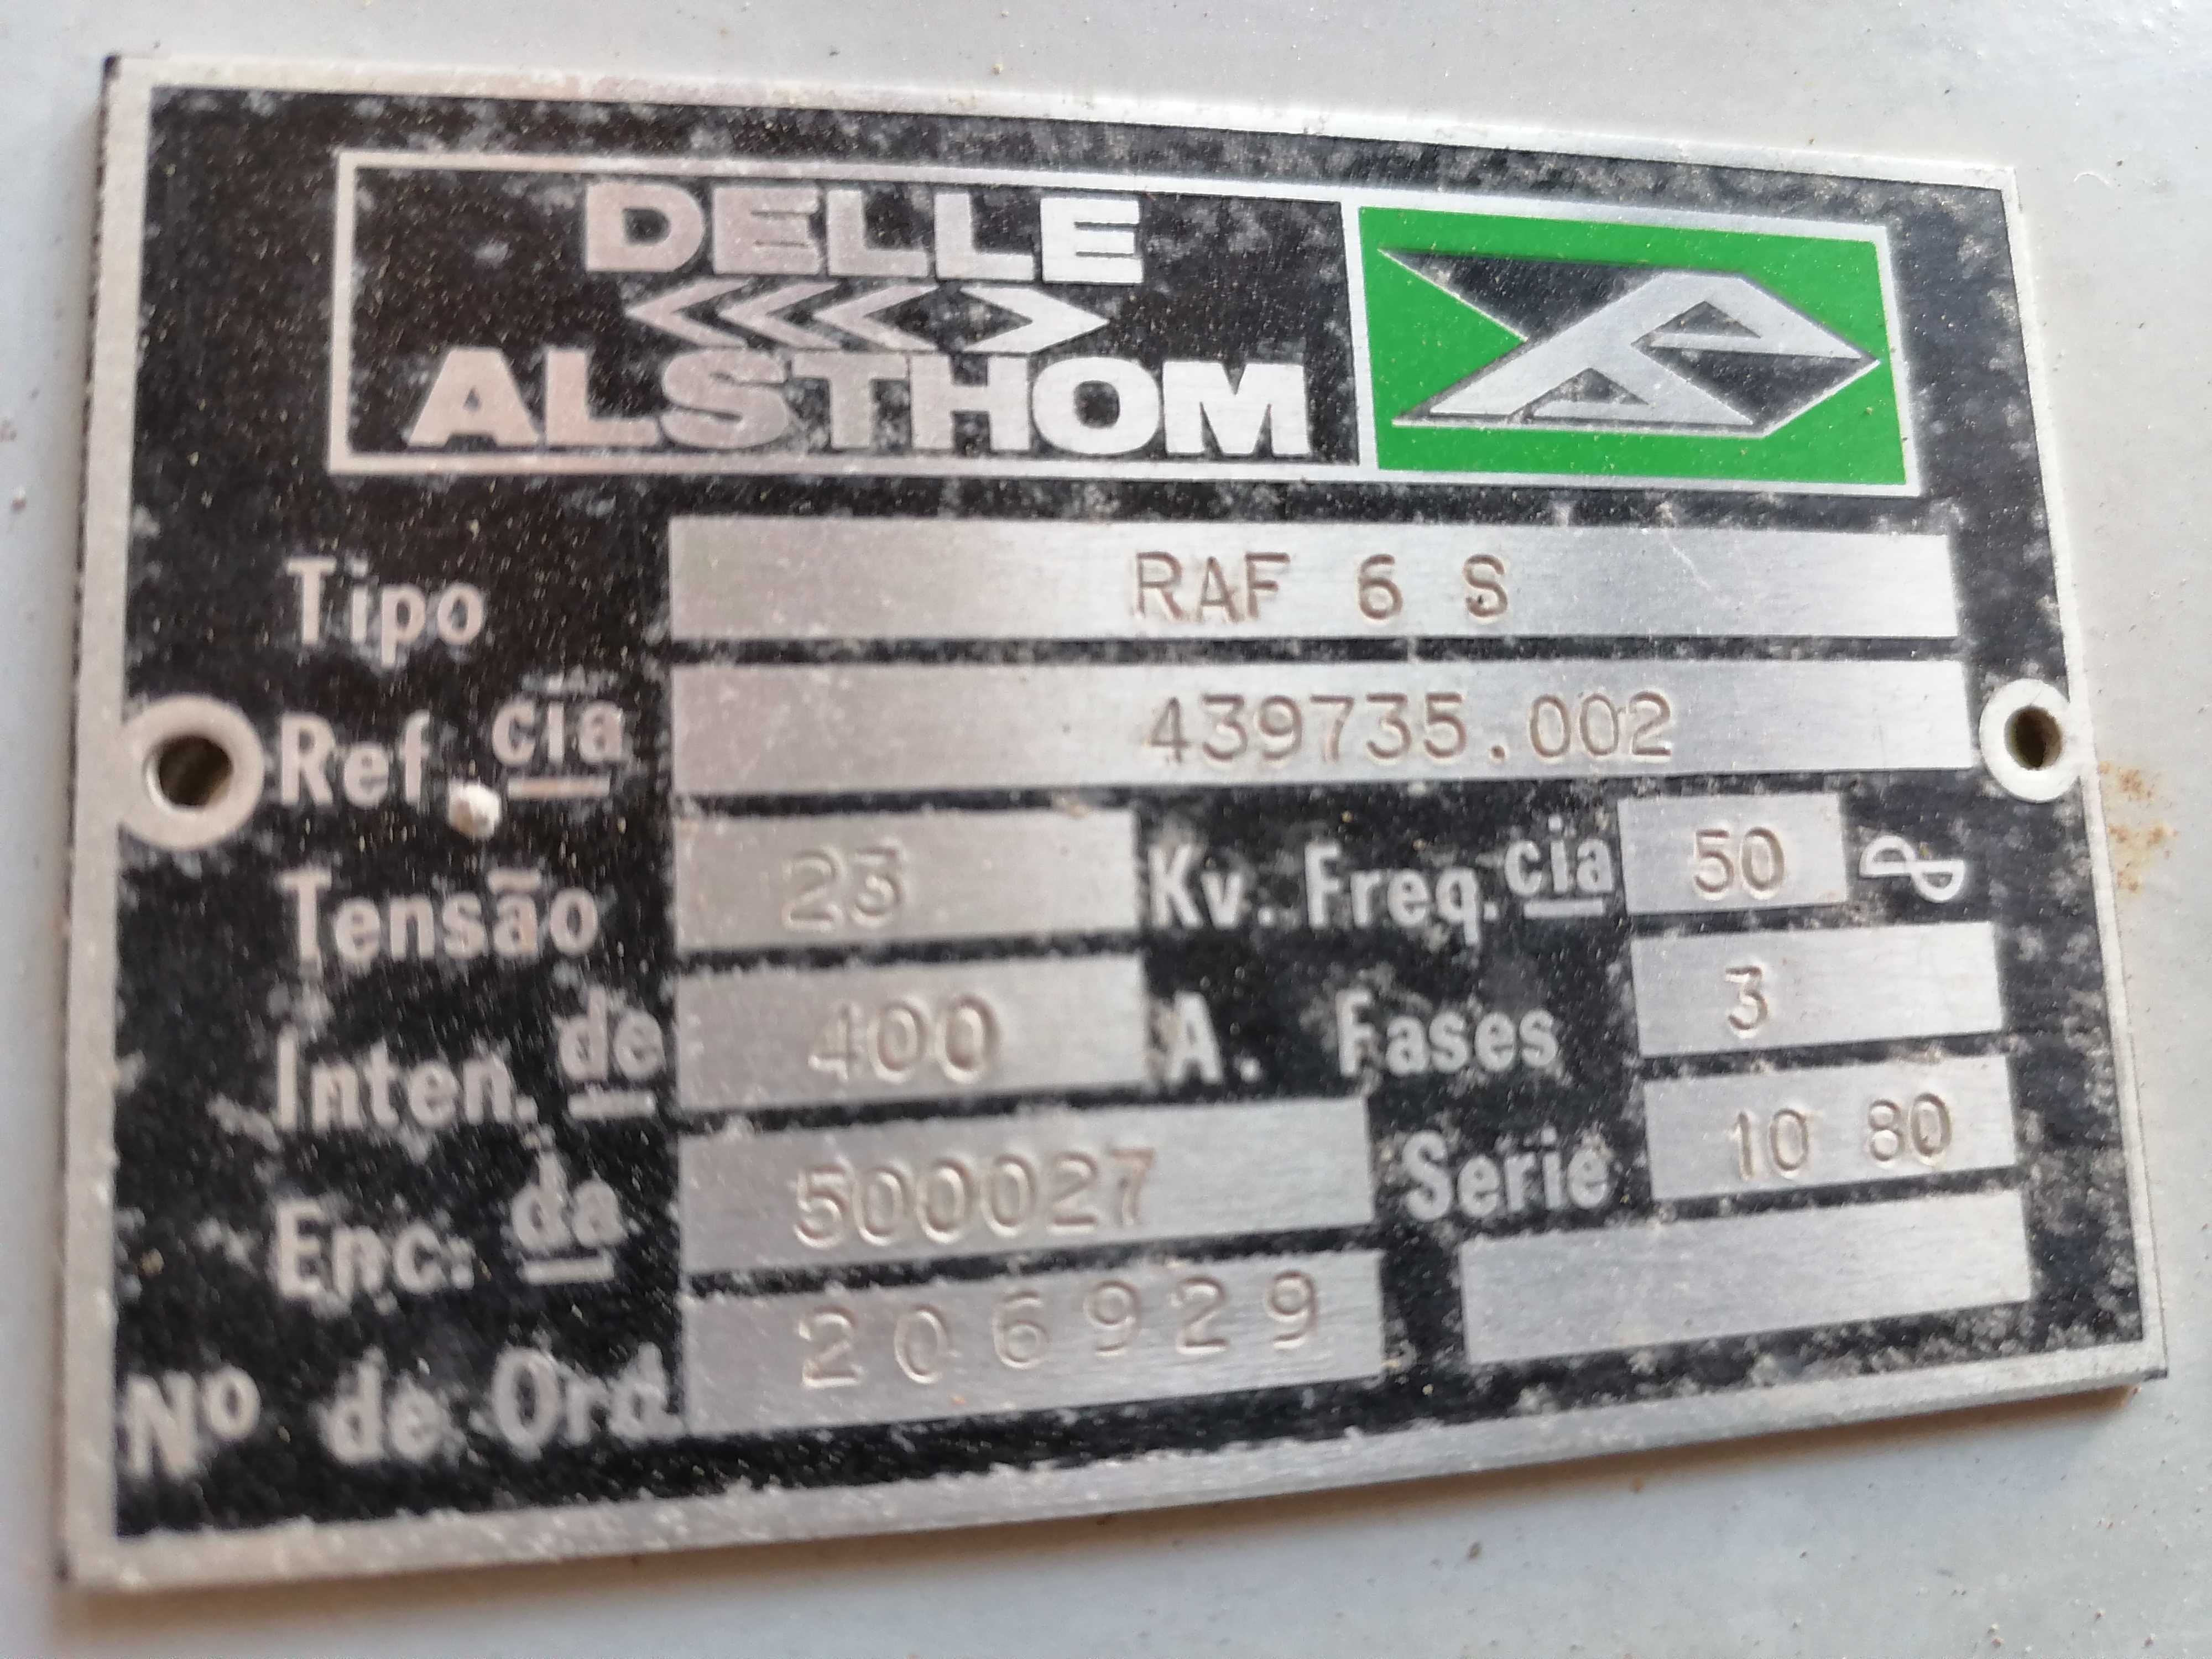 DELLE
ALSTHOM
Tipo RAF 6 S
Ref. cia 439735.002
Tensão 23 Kv. Freq. cia 50
Inten. de 400 A. Fases 3
Enc. da 500027 Serie 10 80
Nº de Ord. 206929